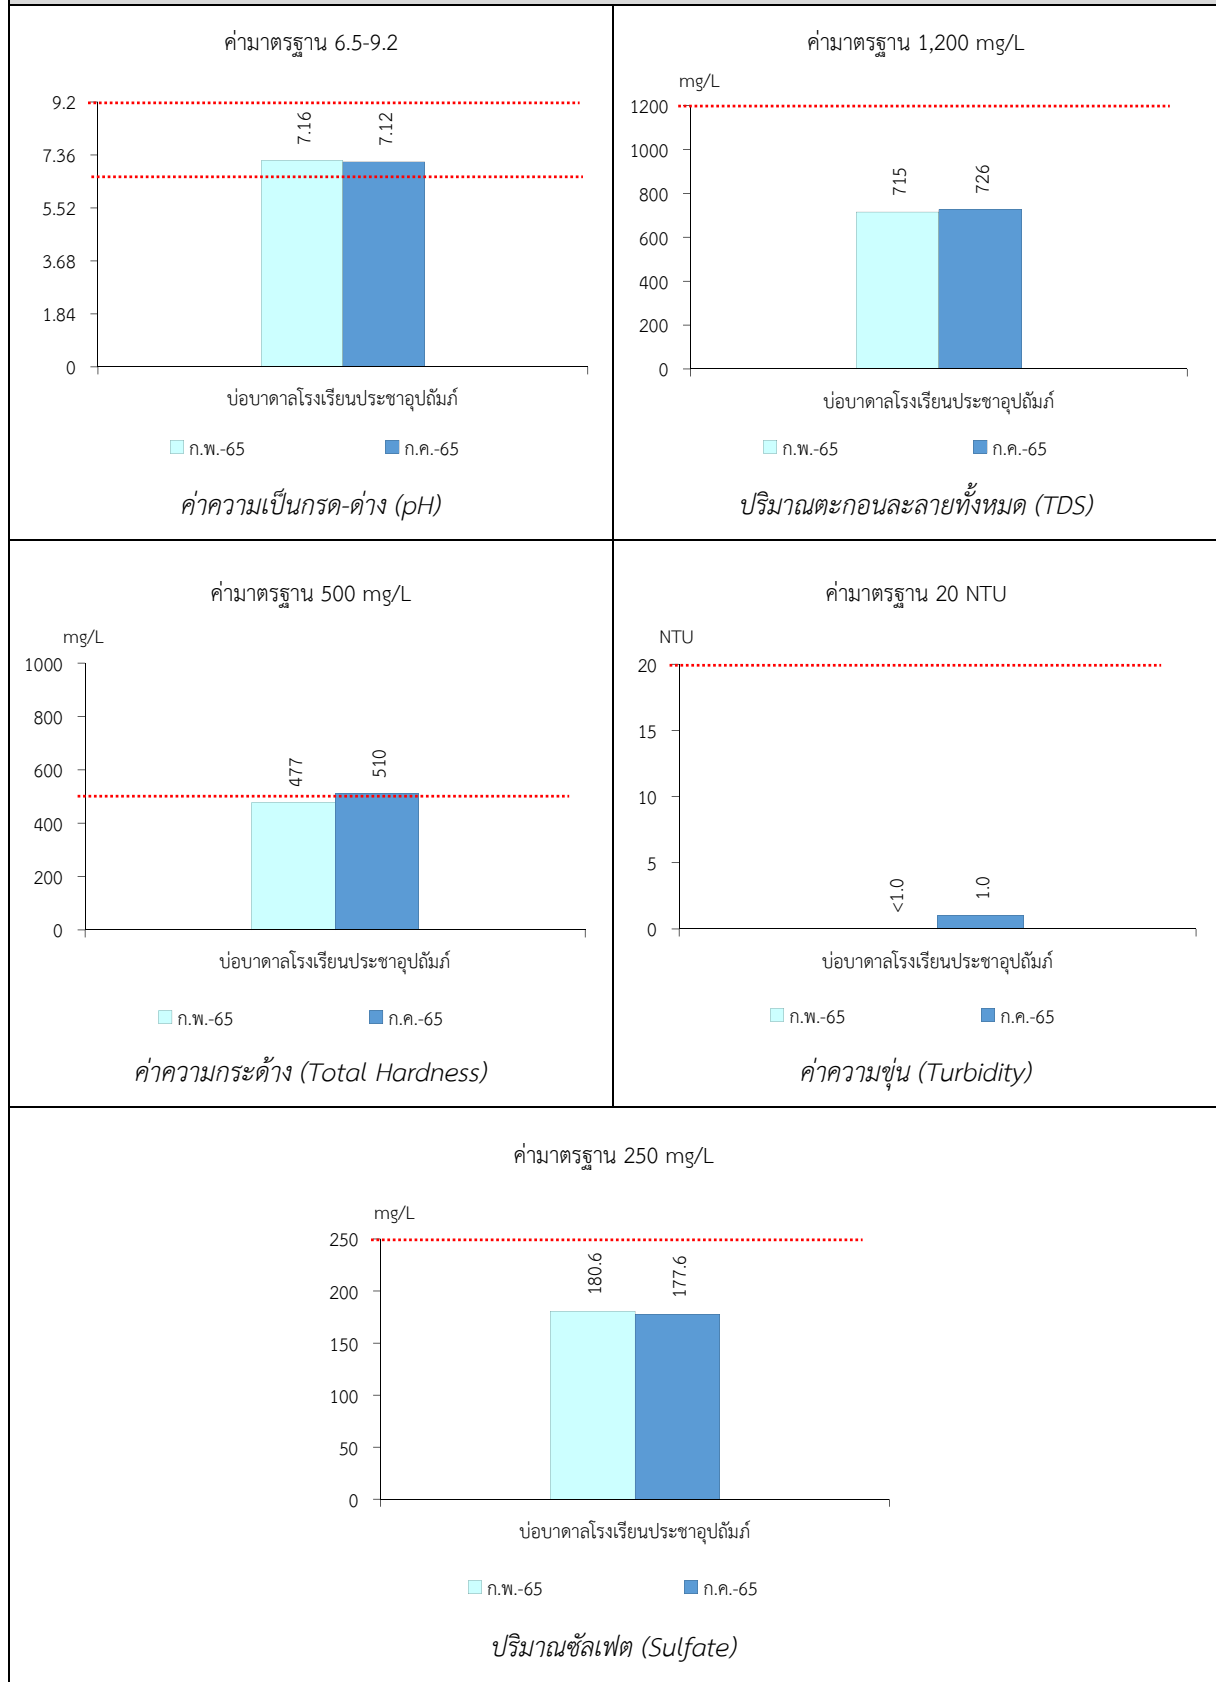 ค่ามาตรฐาน 6.5-9.2
9.2
7.36
5.52
3.68
1.84
0
7.16
7.12
บ่อบาดาลโรงเรียนประชาอุปถัมภ์
ก.พ.-65
ก.ค.-65
ค่าความเป็นกรด-ด่าง (pH)
ค่ามาตรฐาน 1,200 mg/L
mg/L
1200
1000
800
600
400
200
0
715
726
บ่อบาดาลโรงเรียนประชาอุปถัมภ์
ก.พ.-65
ก.ค.-65
ปริมาณตะกอนละลายทั้งหมด (TDS)
ค่ามาตรฐาน 500 mg/L
mg/L
1000
800
600
400
200
0
477
510
บ่อบาดาลโรงเรียนประชาอุปถัมภ์
ก.พ.-65
ก.ค.-65
ค่าความกระด้าง (Total Hardness)
ค่ามาตรฐาน 20 NTU
NTU
20
15
10
5
0
<1.0
1.0
บ่อบาดาลโรงเรียนประชาอุปถัมภ์
ก.พ.-65
ก.ค.-65
ค่าความขุ่น (Turbidity)
ค่ามาตรฐาน 250 mg/L
mg/L
250
200
150
100
50
0
180.6
177.6
บ่อบาดาลโรงเรียนประชาอุปถัมภ์
ก.พ.-65
ก.ค.-65
ปริมาณซัลเฟต (Sulfate)